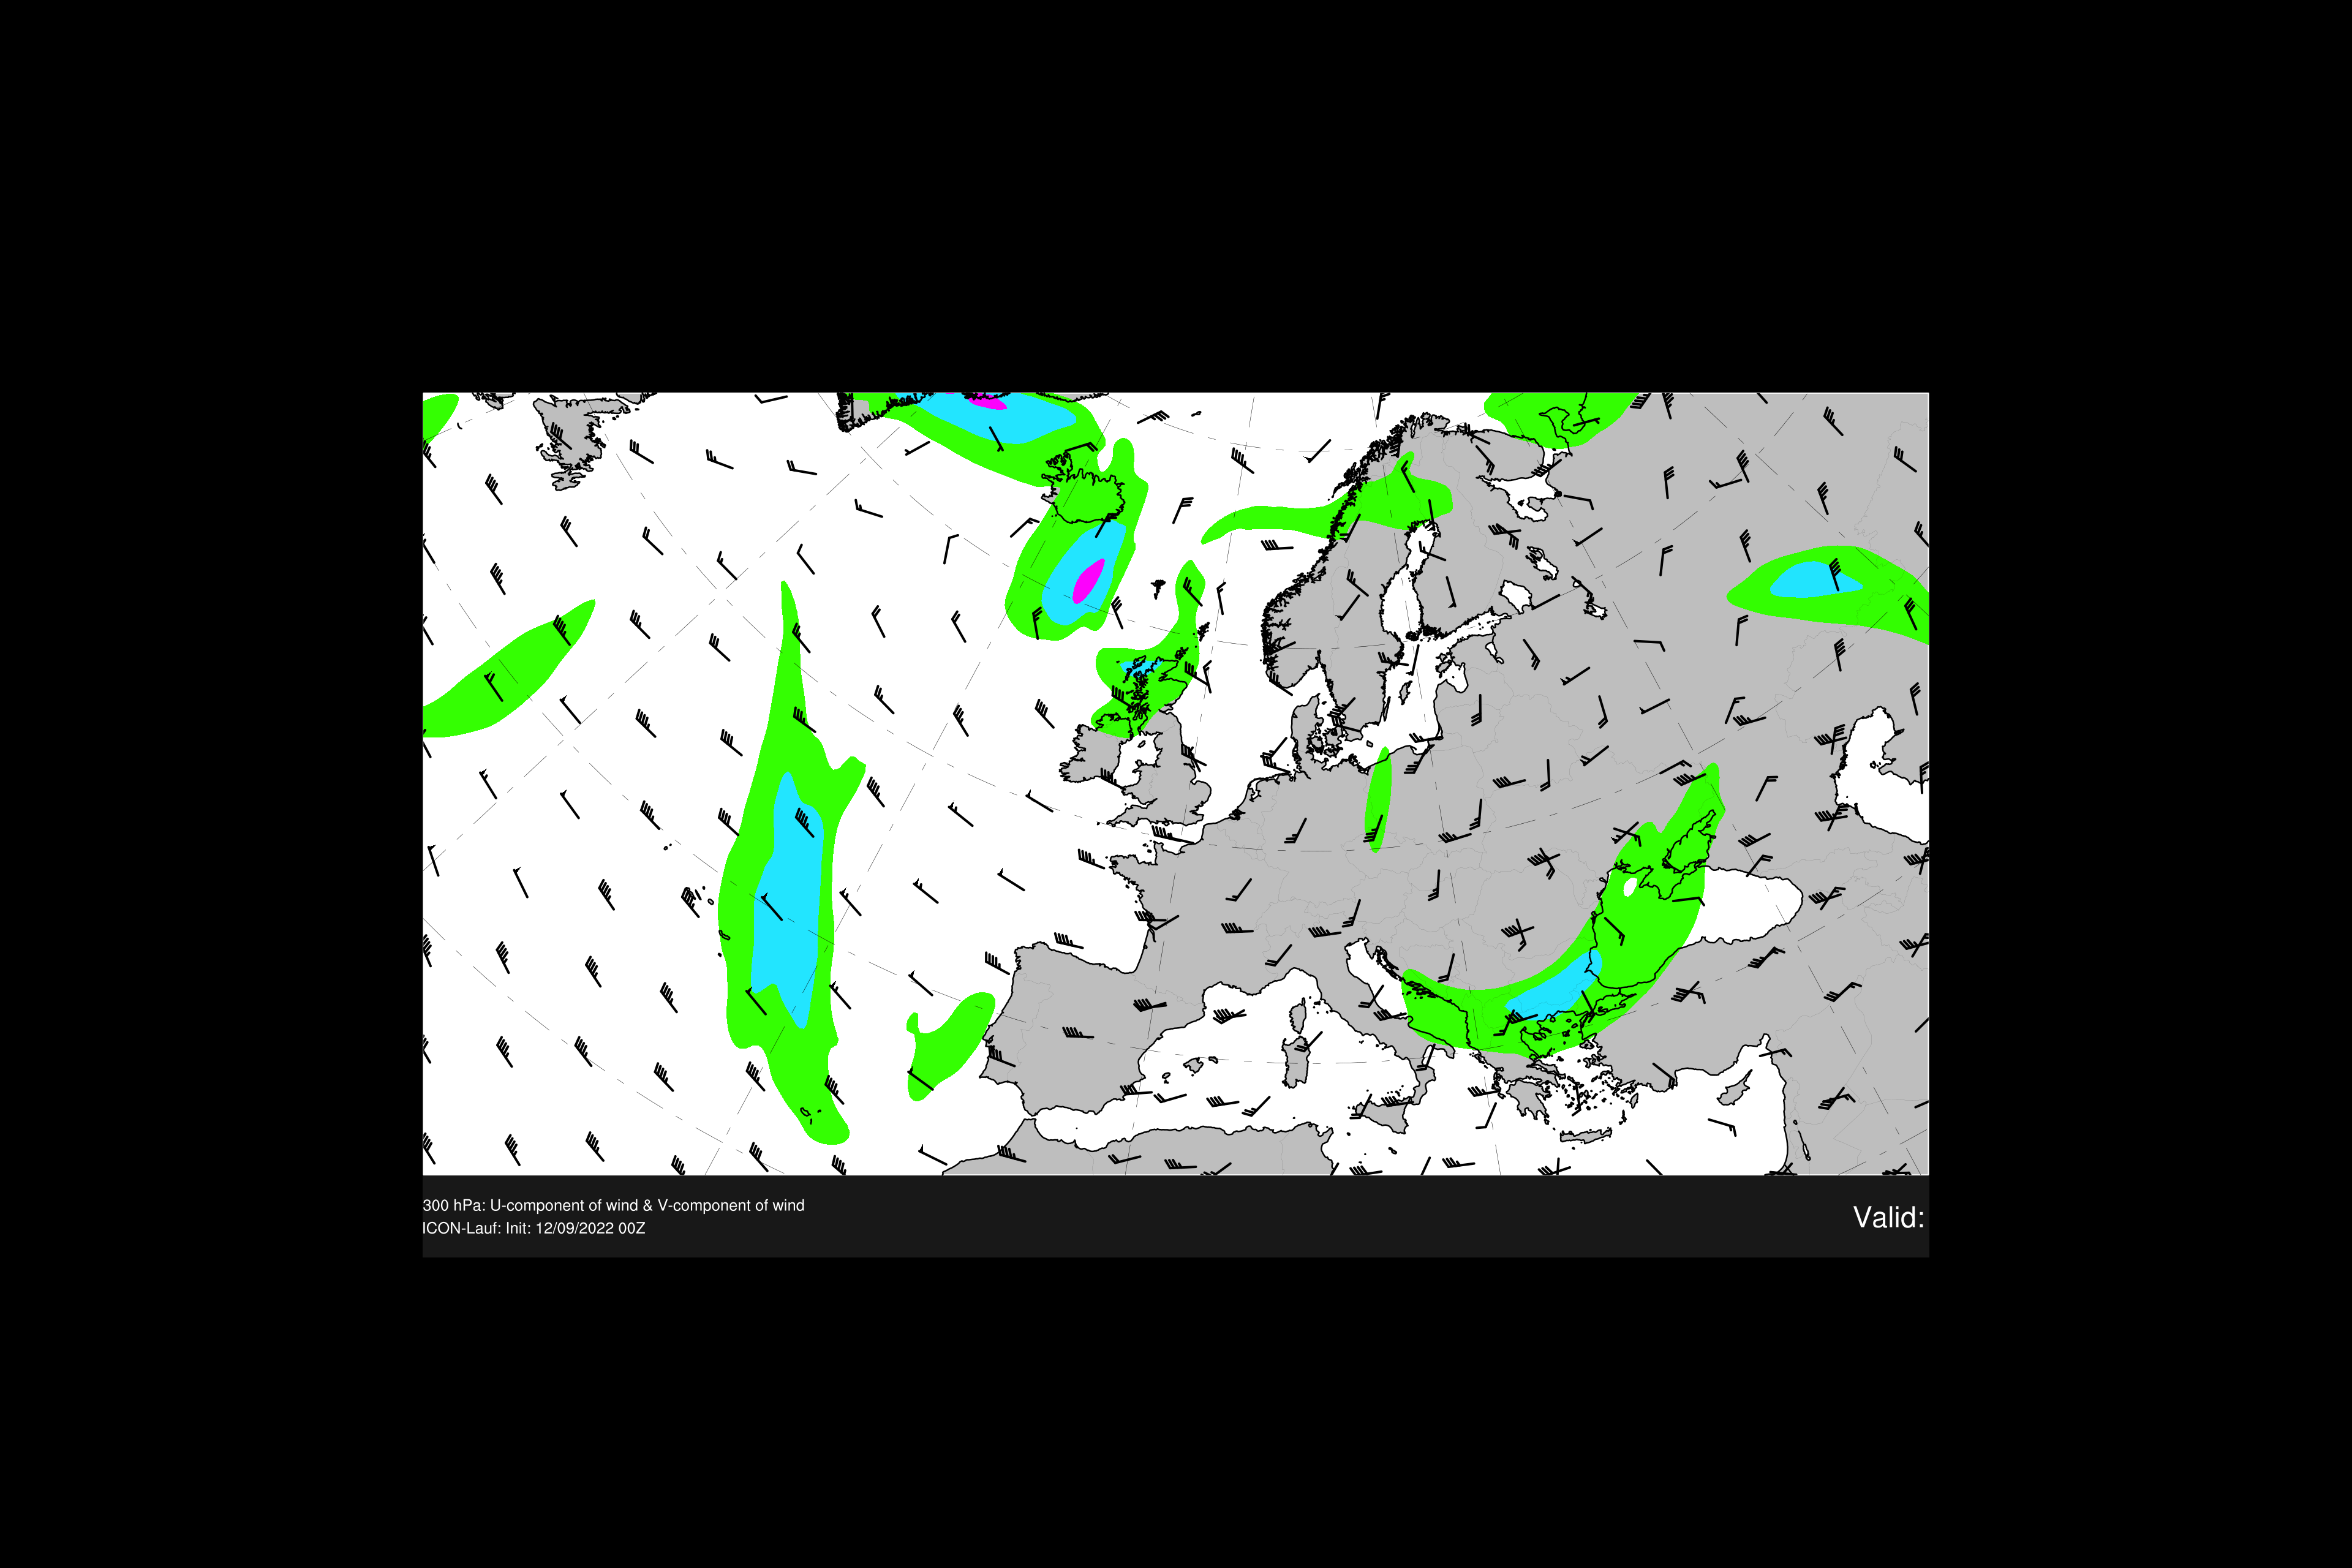 300 hPa: U-component of wind & V-component of wind
ICON-Lauf: Init: 12/09/2022 00Z
Valid: